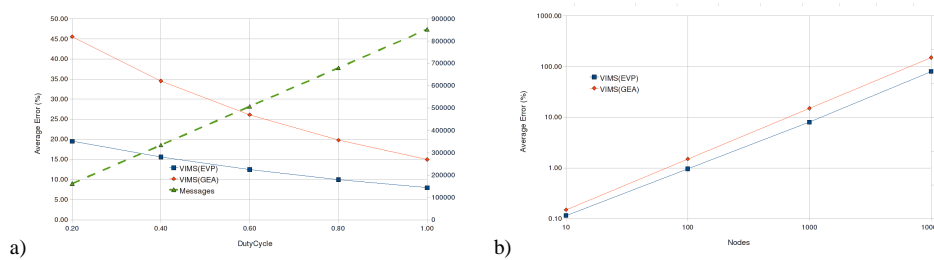 50.00
45.00
40.00
35.00
30.00
25.00
20.00
15.00
10.00
5.00
0.00
Average Error (%)
900000
800000
700000
600000
500000
400000
300000
200000
100000
0
VIMS(EVP)
VIMS(GEA)
Messages
0.20 0.40 0.60 0.80 1.00
DutyCycle
a)
1000.00
100.00
10.00
1.00
0.10
Average Error (%)
VIMS(EVP)
VIMS(GEA)
10 100 1000 1000
Nodes
b)